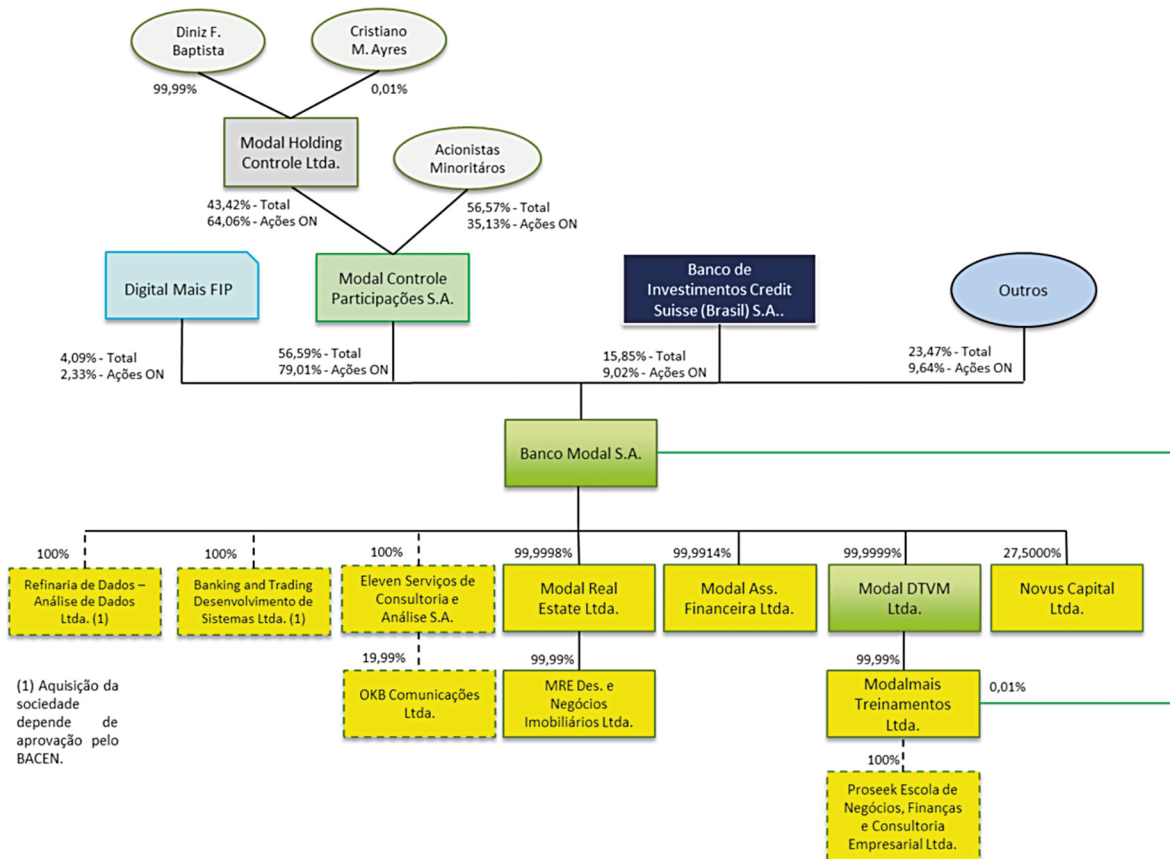 Diniz F.
Baptista
Cristiano
M. Ayres
99,99%
0,01%
Modal Holding
Controle Ltda.
Acionistas
Minoritáros
43,42% - Total
64,06% - Ações ON
56,57% - Total
35,13% - Ações ON
Digital Mais FIP
Modal Controle
Participações S.A.
Banco de
Investimentos Credit
Suisse (Brasil) S.A..
Outros
4,09% - Total
2,33% - Ações ON
56,59% - Total
79,01% - Ações ON
15,85% - Total
9,02% - Ações ON
23,47% - Total
9,64% - Ações ON
Banco Modal S.A.
100%
100%
100%
99,9998%
99,9914%
99,9999%
27,5000%
Refinaria de Dados –
Análise de Dados
Ltda. (1)
Banking and Trading
Desenvolvimento de
Sistemas Ltda. (1)
Eleven Serviços de
Consultoria e
Análise S.A.
Modal Real
Estate Ltda.
Modal Ass.
Financeira Ltda.
Modal DTVM
Ltda.
Novus Capital
Ltda.
19,99%
99,99%
99,99%
OKB Comunicações
Ltda.
MRE Des. e
Negócios
Imobiliários Ltda.
Modalmais
Treinamentos
Ltda.
0,01%
(1) Aquisição da
sociedade
depende de
aprovação pelo
BACEN.
100%
Proseek Escola de
Negócios, Finanças
e Consultoria
Empresarial Ltda.